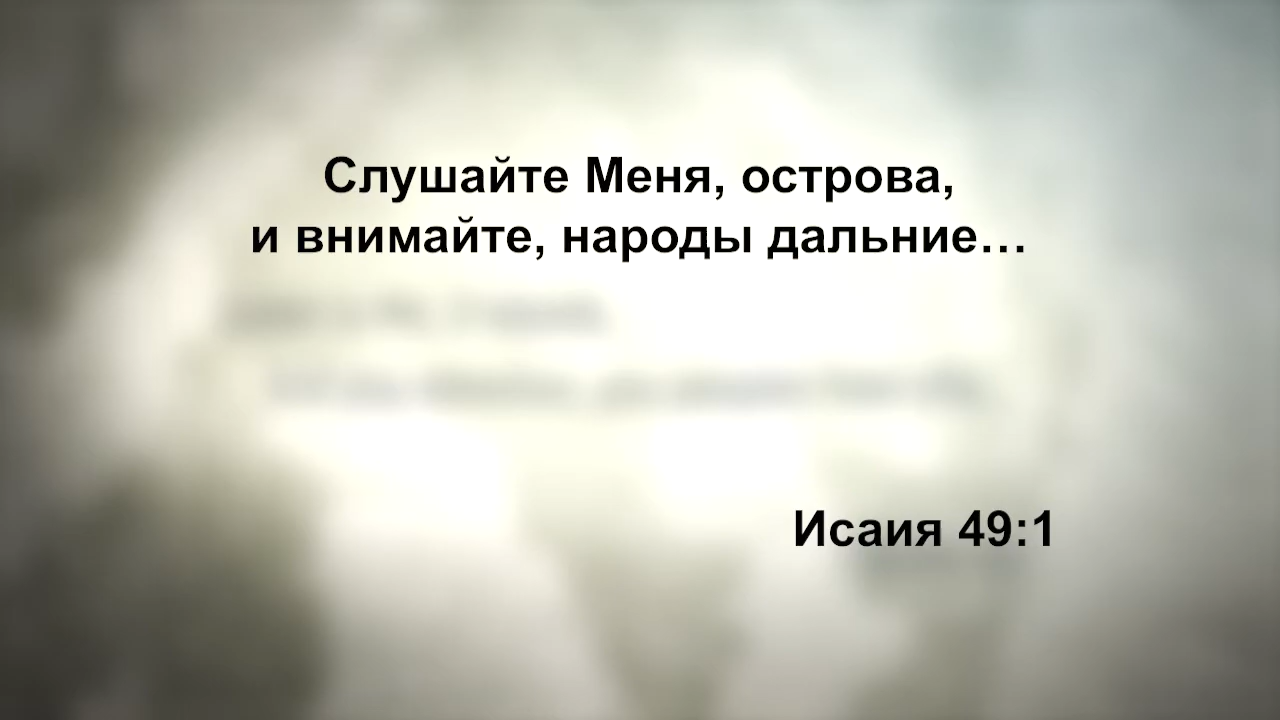 Слушайте Меня, острова,
и внимайте, народы дальние…
Исаия 49:1